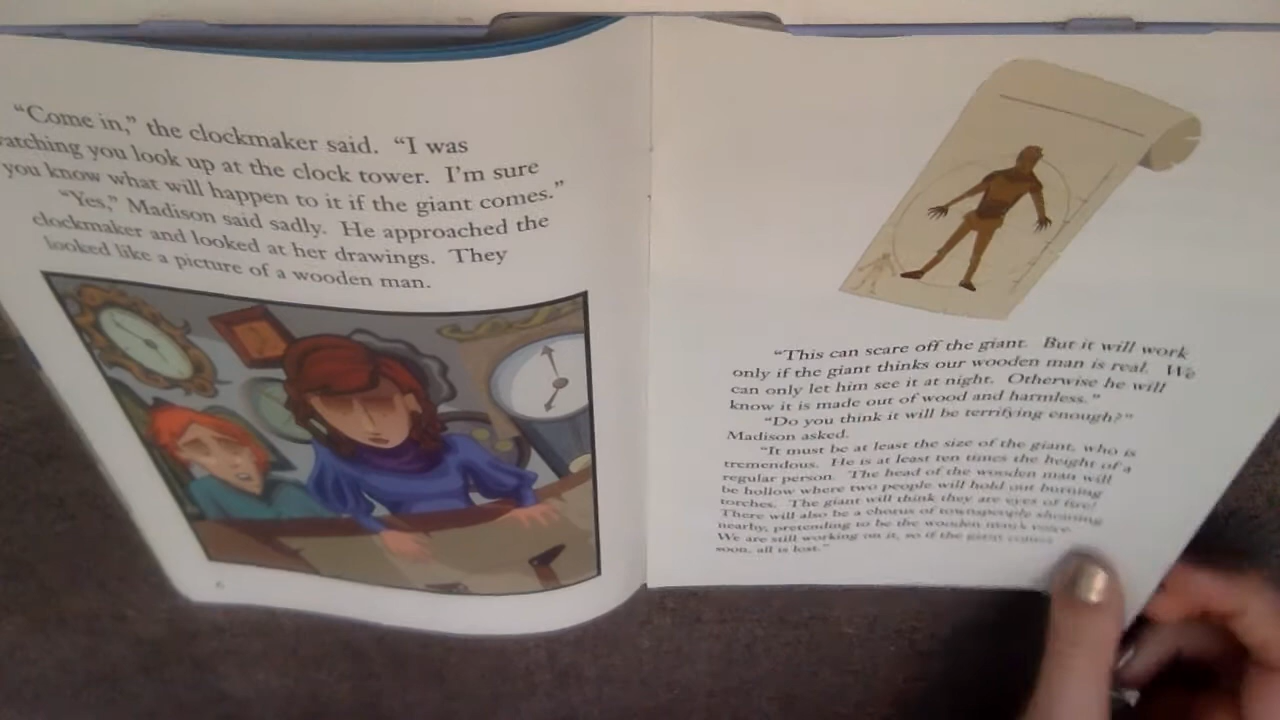 “Come in,” the clockmaker said. “I was
watching you look up at the clock tower. I’m sure
you know what will happen to it if the giant comes.”
“Yes,” Madison said sadly. He approached the
clockmaker and looked at her drawings. They
looked like a picture of a wooden man.
6
“This can scare off the giant. But it will work
only if the giant thinks our wooden man is real. We
can only let him see it at night. Otherwise he will
know it is made out of wood and harmless.”
“Do you think it will be terrifying enough?”
Madison asked.
“It must be at least the size of the giant, who is
tremendous. He is at least ten times the height of a
regular person. The head of the wooden man will
be hollow where two people will hold out burning
torches. The giant will think they are eyes of fire!
There will also be a chorus of townspeople shouting
nearby, pretending to be the wooden man’s voice.
We are still working on it, so if the giant comes
soon, all is lost.”